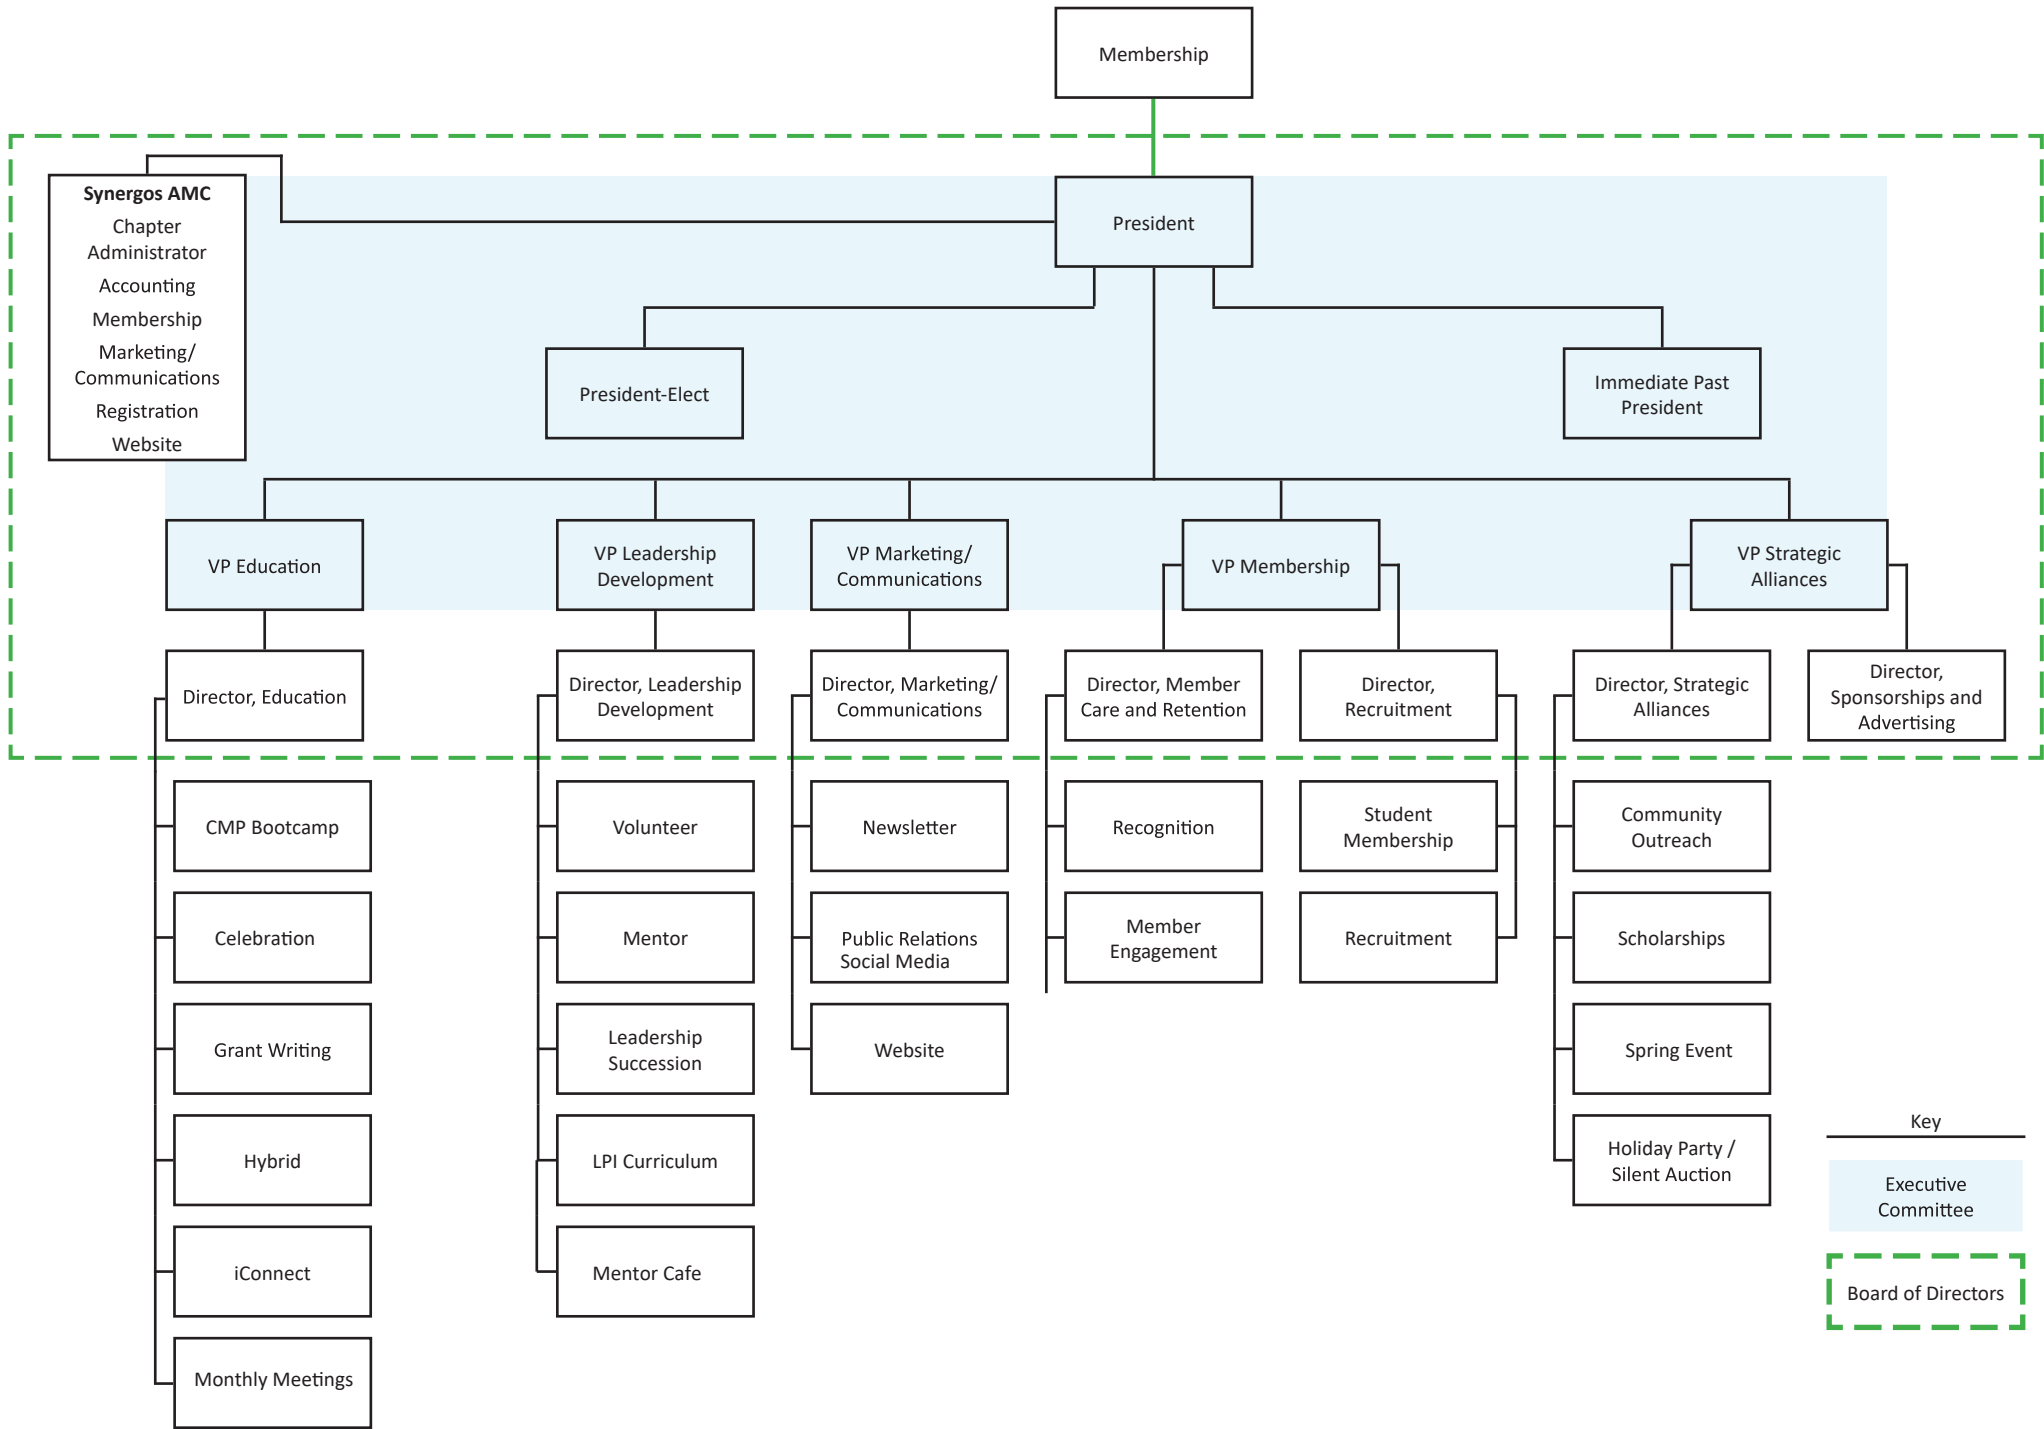 Membership
Synergos AMC
Chapter
Administrator
Accounting
Membership
Marketing/
Communications
Registration
Website
President
President-Elect
Immediate Past
President
VP Education
VP Leadership
Development
VP Marketing/
Communications
VP Membership
VP Strategic
Alliances
Director, Education
Director, Leadership
Development
Director, Marketing/
Communications
Director, Member
Care and Retention
Director,
Recruitment
Director, Strategic
Alliances
Director,
Sponsorships and
Advertising
CMP Bootcamp
Volunteer
Newsletter
Recognition
Student
Membership
Community
Outreach
Celebration
Mentor
Public Relations
Social Media
Member
Engagement
Recruitment
Scholarships
Grant Writing
Leadership
Succession
Website
Spring Event
Hybrid
LPI Curriculum
Holiday Party /
Silent Auction
iConnect
Mentor Cafe
Monthly Meetings
Key
Executive
Committee
Board of Directors